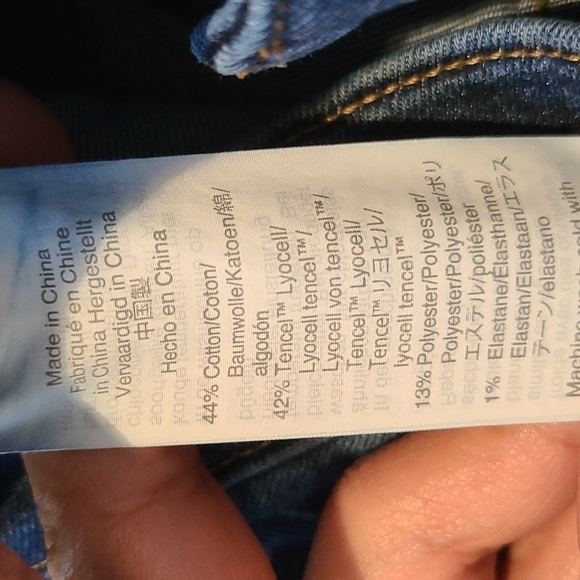 Made in China
Fabriqué en Chine
in China Hergestellt
Vervaardigd in China
中国製
Hecho en China
44% Cotton/Coton/
Baumwolle/Katoen/綿/
algodón
42% Tencel™ Lyocell/
Lyocell tencel™/
Lyocell von tencel™/
Tencel™ Lyocell/
Tencel™ リヨセル/
lyocell tencel™
13% Polyester/Polyester/
Polyester/Polyester/ポリ
エステル/poliéster
1% Elastane/Élasthanne/
Elastan/Elastaan/エラス
テーン/elastano
cold with